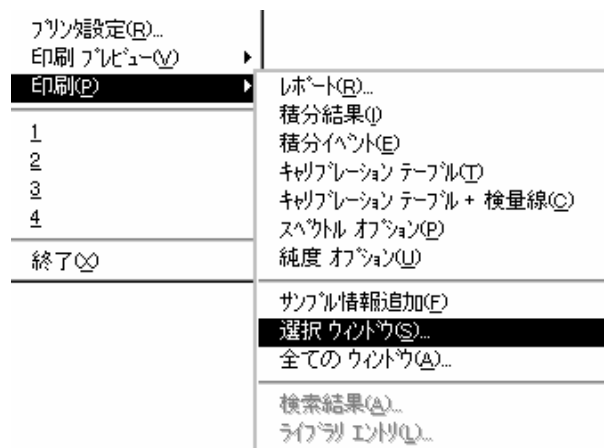 ﾌﾟﾘﾝﾀ設定(R)...
印刷 ﾌﾟﾚﾋﾞｭｰ(V)
印刷(P)
1
2
3
4
終了(X)
ﾚﾎﾟｰﾄ(R)...
積分結果(I)
積分ｲﾍﾞﾝﾄ(E)
ｷｬﾘﾌﾞﾚｰｼｮﾝ ﾃｰﾌﾞﾙ(T)
ｷｬﾘﾌﾞﾚｰｼｮﾝ ﾃｰﾌﾞﾙ + 検量線(C)
ｽﾍﾟｸﾄﾙ ｵﾌﾟｼｮﾝ(P)
純度 ｵﾌﾟｼｮﾝ(U)
ｻﾝﾌﾟﾙ情報追加(F)
選択 ｳｨﾝﾄﾞｳ(S)...
全ての ｳｨﾝﾄﾞｳ(A)...
検索結果(A)...
ﾗｲﾌﾞﾗﾘ ｴﾝﾄﾘ(L)...